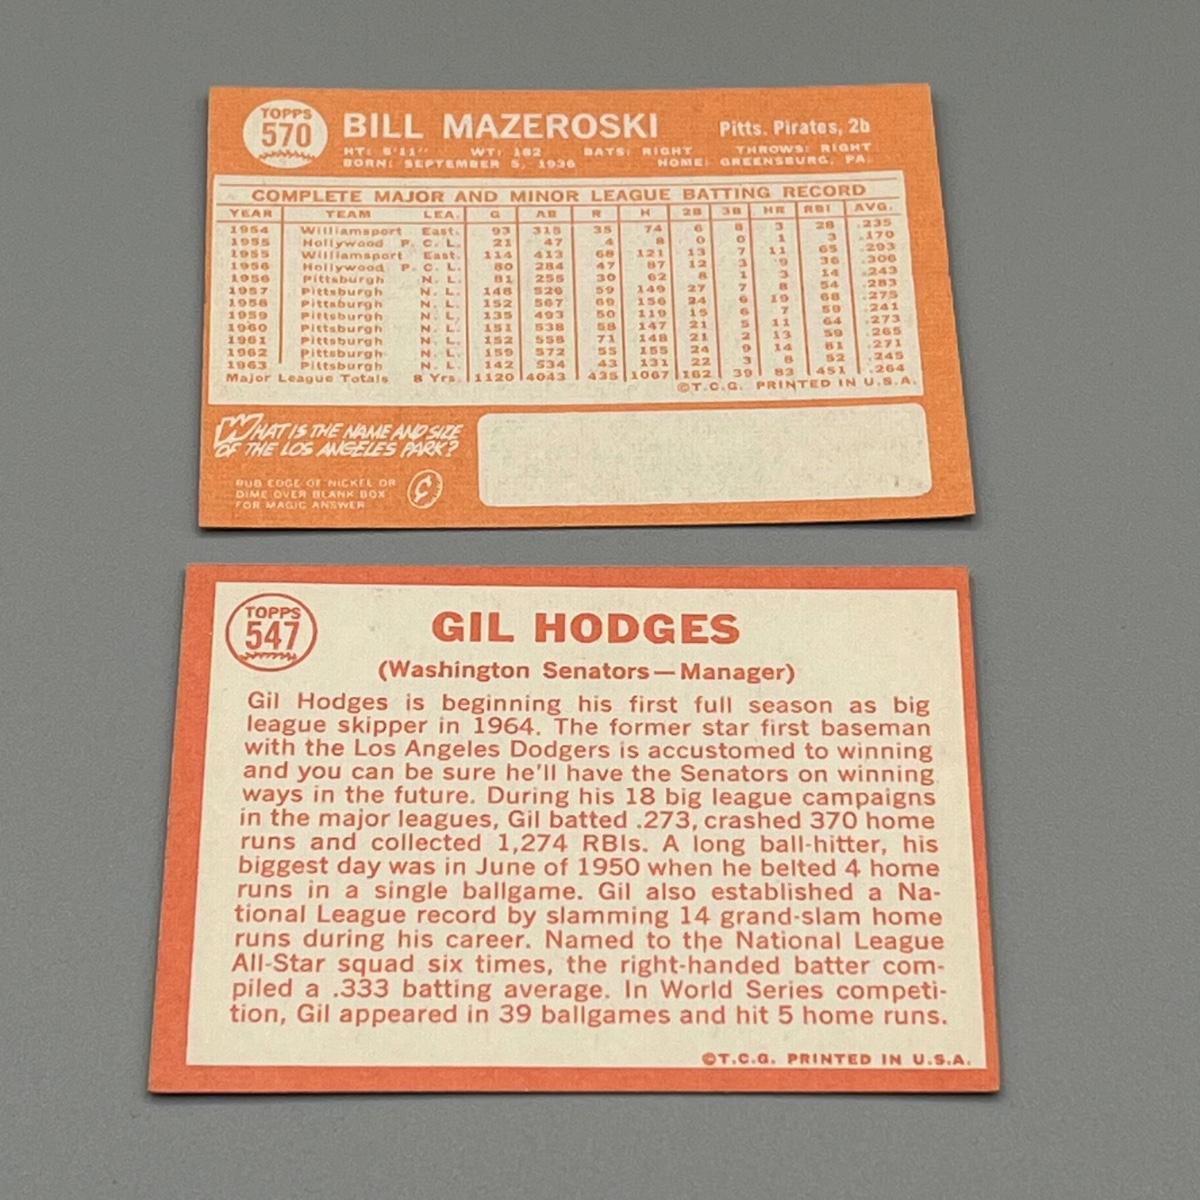 TOPPS
570
BILL MAZEROSKI
Pitts. Pirates, 2b
HT: 5'11" WT: 182 BATS: RIGHT THROWS: RIGHT
BORN: SEPTEMBER 5, 1936 HOME: GREENSBURG, PA.
COMPLETE MAJOR AND MINOR LEAGUE BATTING RECORD
YEAR TEAM LEA. G AB R H 2B 3B HR RBI AVG.
1954 Williamsport East. 93 315 35 74 6 8 3 28 .235
1955 Hollywood P. C. L. 21 47 4 8 0 0 1 3 .170
1955 Williamsport East. 114 413 68 121 13 7 11 65 .293
1956 Hollywood P. C. L. 80 284 47 87 12 3 9 36 .306
1956 Pittsburgh N. L. 81 255 30 62 8 1 3 14 .243
1957 Pittsburgh N. L. 148 526 59 149 27 7 8 54 .283
1958 Pittsburgh N. L. 152 567 69 156 24 6 19 68 .275
1959 Pittsburgh N. L. 135 493 50 119 15 6 7 59 .241
1960 Pittsburgh N. L. 151 538 58 147 21 5 11 64 .273
1961 Pittsburgh N. L. 152 558 71 148 21 2 13 59 .265
1962 Pittsburgh N. L. 159 572 55 155 24 9 14 81 .271
1963 Pittsburgh N. L. 142 534 43 131 22 3 8 52 .245
Major League Totals 8 Yrs. 1120 4043 435 1067 162 39 83 451 .264
©T.C.G. PRINTED IN U.S.A.
WHAT IS THE NAME AND SIZE
OF THE LOS ANGELES PARK?
RUB EDGE OF NICKEL OR
DIME OVER BLANK BOX
FOR MAGIC ANSWER
TOPPS
547
GIL HODGES
(Washington Senators—Manager)
Gil Hodges is beginning his first full season as big
league skipper in 1964. The former star first baseman
with the Los Angeles Dodgers is accustomed to winning
and you can be sure he'll have the Senators on winning
ways in the future. During his 18 big league campaigns
in the major leagues, Gil batted .273, crashed 370 home
runs and collected 1,274 RBIs. A long ball-hitter, his
biggest day was in June of 1950 when he belted 4 home
runs in a single ballgame. Gil also established a Na-
tional League record by slamming 14 grand-slam home
runs during his career. Named to the National League
All-Star squad six times, the right-handed batter com-
piled a .333 batting average. In World Series competi-
tion, Gil appeared in 39 ballgames and hit 5 home runs.
©T.C.G. PRINTED IN U.S.A.